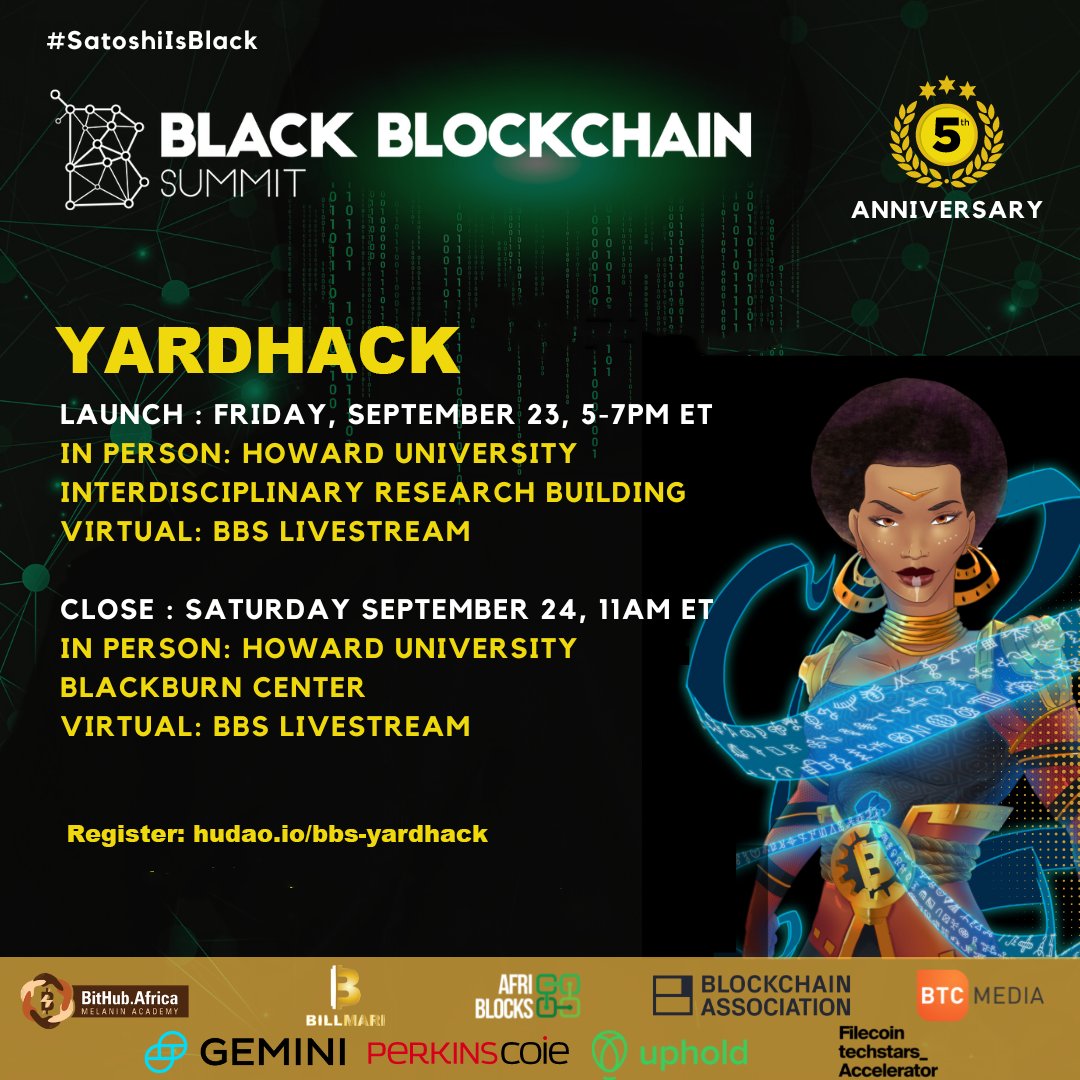 #SatoshiIsBlack
BLACK BLOCKCHAIN
SUMMIT
5th
ANNIVERSARY
YARDHACK
LAUNCH : FRIDAY, SEPTEMBER 23, 5-7PM ET
IN PERSON: HOWARD UNIVERSITY
INTERDISCIPLINARY RESEARCH BUILDING
VIRTUAL: BBS LIVESTREAM
CLOSE : SATURDAY SEPTEMBER 24, 11AM ET
IN PERSON: HOWARD UNIVERSITY
BLACKBURN CENTER
VIRTUAL: BBS LIVESTREAM
Register: hudao.io/bbs-yardhack
BitHub.Africa
MELANIN ACADEMY
BILLMARI
AFRI
BLOCKS
BLOCKCHAIN
ASSOCIATION
BTC MEDIA
GEMINI
PERKINSCOIE
uphold
Filecoin
techstars_
Accelerator